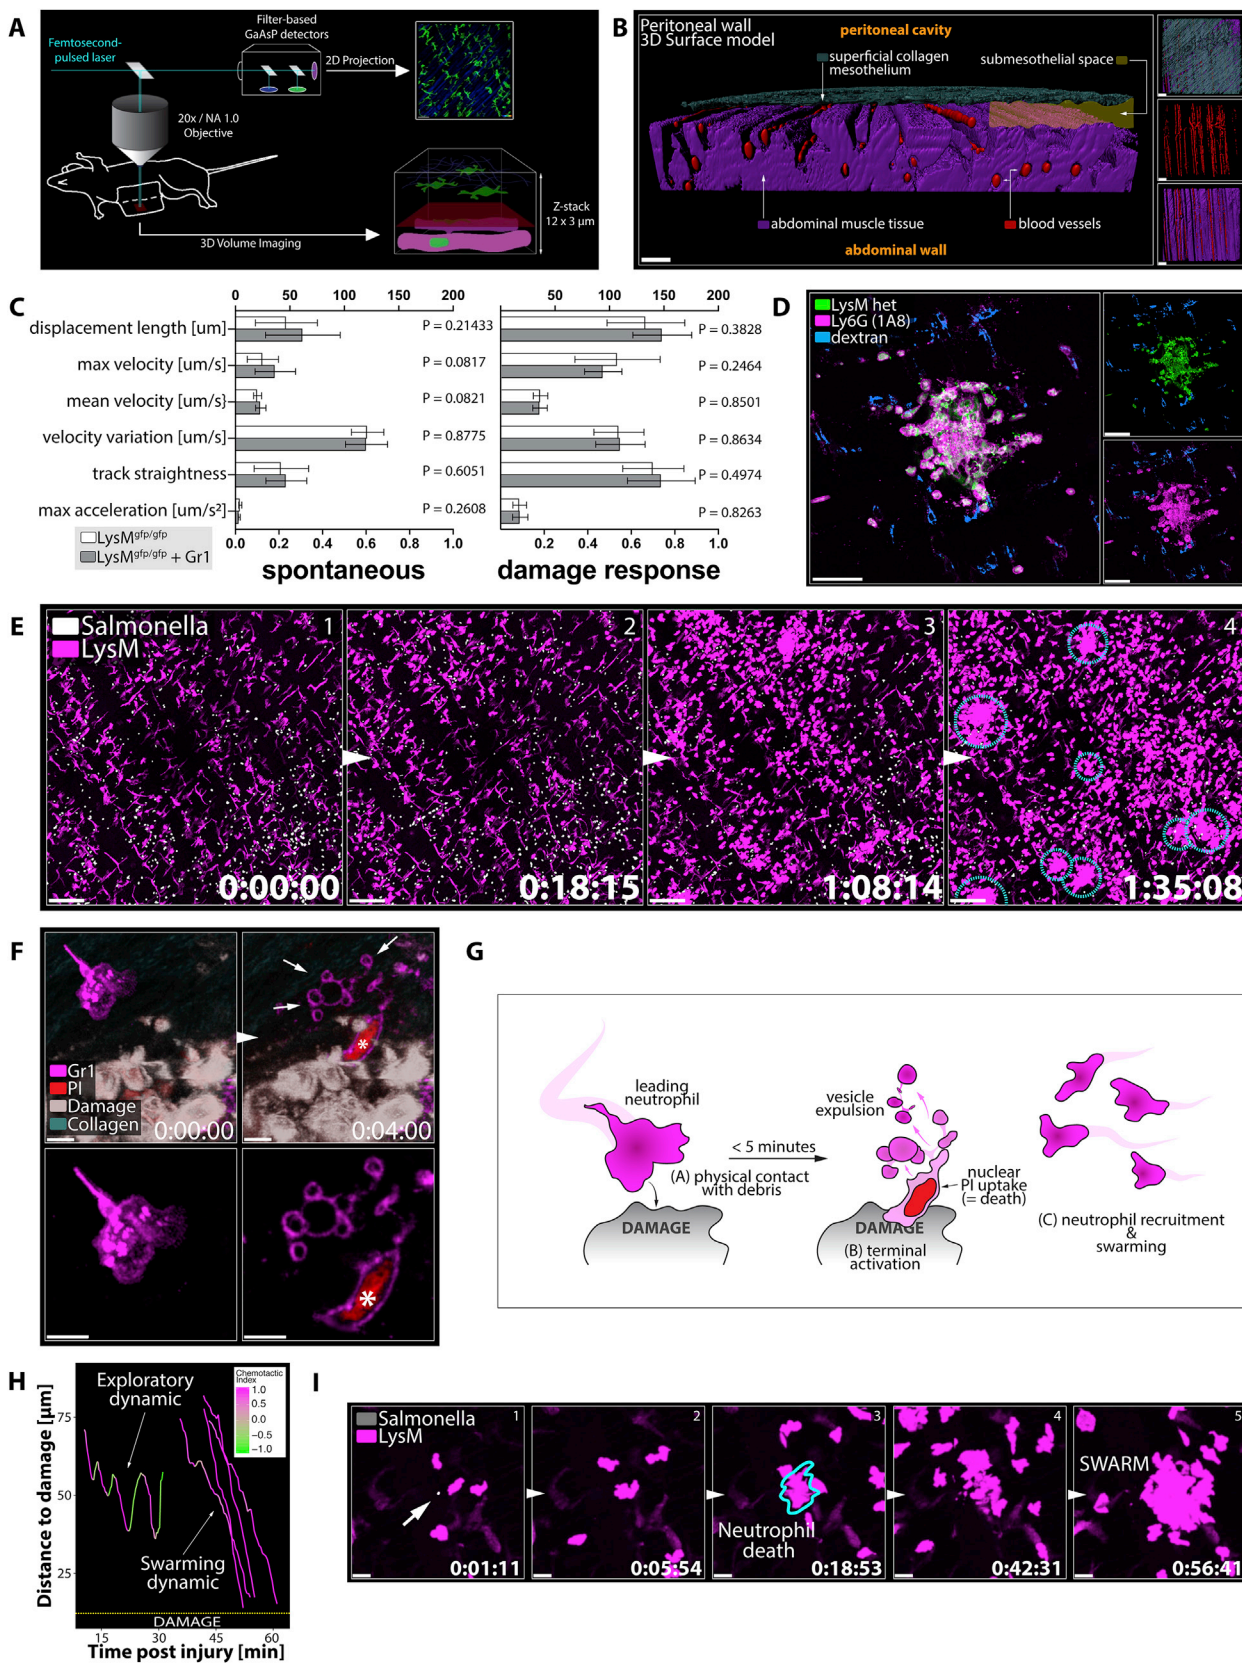 A
Femtosecond-
pulsed laser
Filter-based
GaAsP detectors
2D Projection
20x / NA 1.0
Objective
Z-stack
12 x 3 µm
3D Volume Imaging
B
Peritoneal wall
3D Surface model
peritoneal cavity
superficial collagen
mesothelium
submesothelial space
abdominal muscle tissue
blood vessels
abdominal wall
C
0 50 100 150 200
0 50 100 150 200
displacement length [um]
P = 0.21433
P = 0.3828
max velocity [um/s]
P = 0.0817
P = 0.2464
mean velocity [um/s}
P = 0.0821
P = 0.8501
velocity variation [um/s]
P = 0.8775
P = 0.8634
track straightness
P = 0.6051
P = 0.4974
max acceleration [um/s²]
P = 0.2608
P = 0.8263
LysMgfp/gfp
LysMgfp/gfp + Gr1
0.0 0.2 0.4 0.6 0.8 1.0
0.2 0.4 0.6 0.8 1.0
spontaneous
damage response
D
LysM het
Ly6G (1A8)
dextran
E
Salmonella
LysM
1
2
3
4
0:00:00
0:18:15
1:08:14
1:35:08
F
Gr1
PI
Damage
Collagen
0:00:00
*
0:04:00
*
G
leading
neutrophil
< 5 minutes
(A) physical contact
with debris
DAMAGE
vesicle
expulsion
nuclear
PI uptake
(= death)
DAMAGE
(B) terminal
activation
(C) neutrophil recruitment
&
swarming
H
Distance to damage [µm]
75
50
25
Exploratory
dynamic
Chemotactic
Index
1.0
0.5
0.0
−0.5
−1.0
Swarming
dynamic
DAMAGE
15 30 45 60
Time post injury [min]
I
Salmonella
LysM
1
2
3
4
5
Neutrophil
death
SWARM
0:01:11
0:05:54
0:18:53
0:42:31
0:56:41